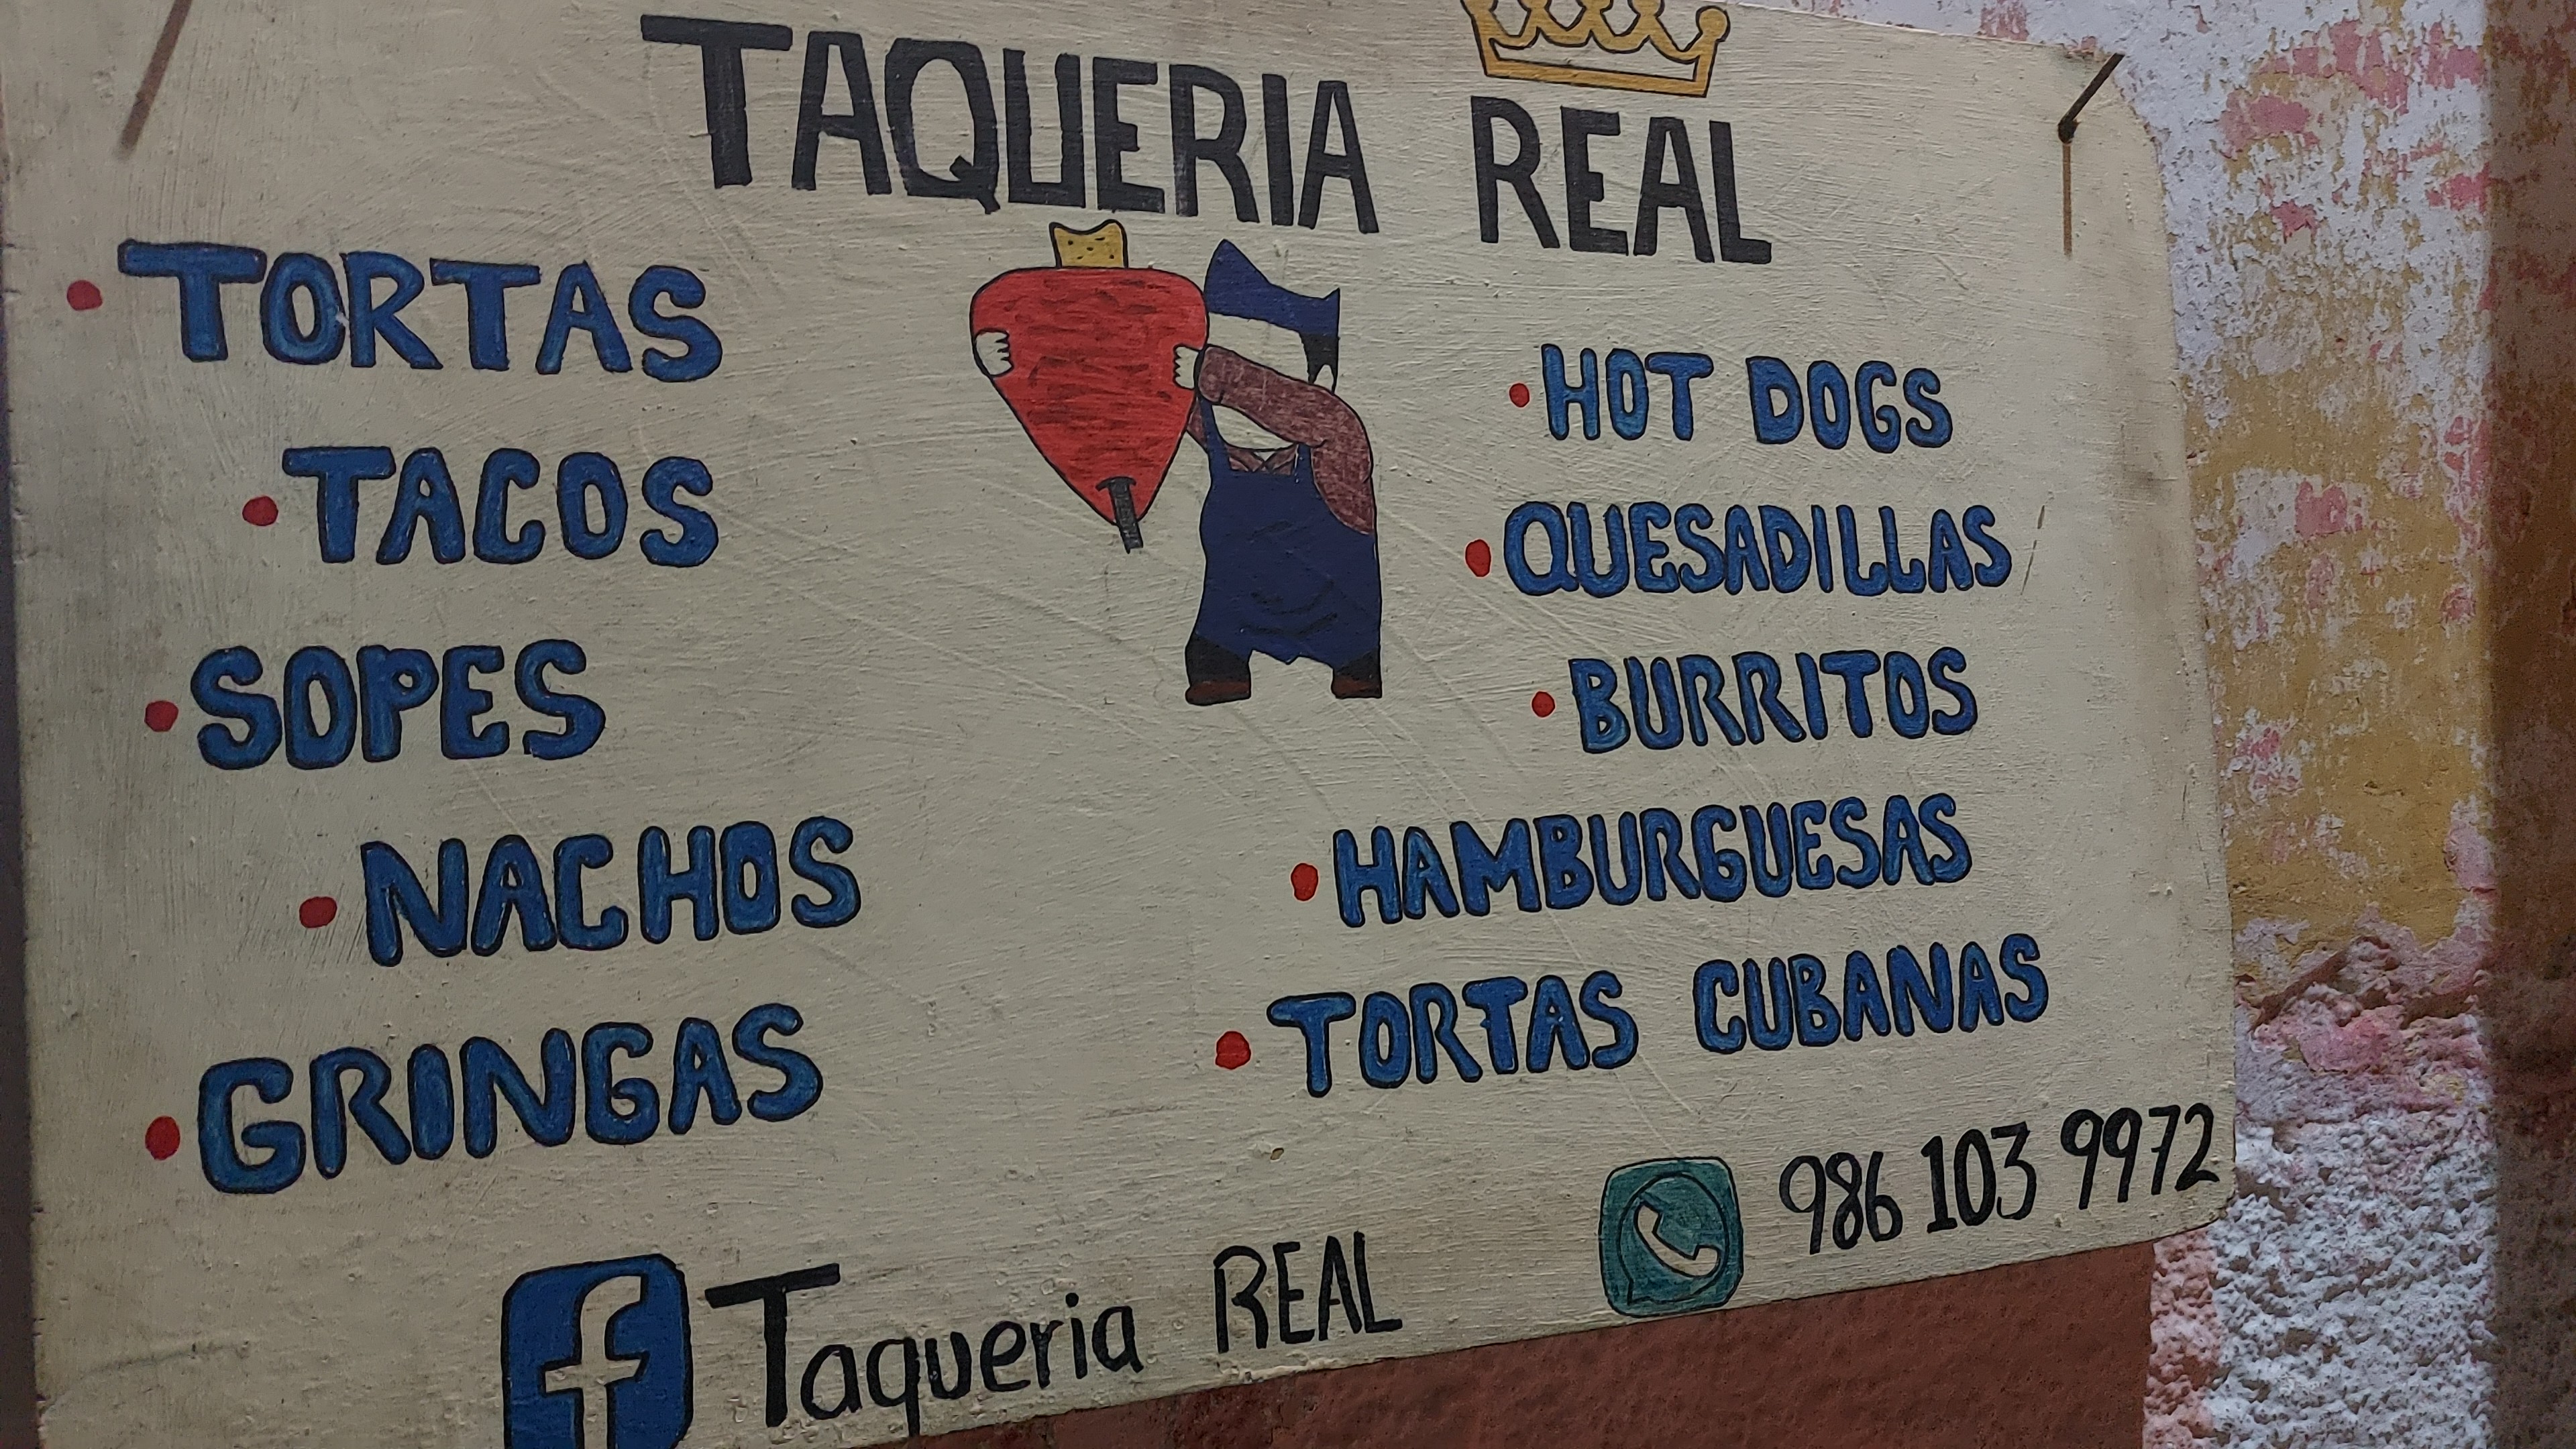 TAQUERIA REAL
TORTAS
TACOS
SOPES
NACHOS
GRINGAS
HOT DOGS
QUESADILLAS
BURRITOS
HAMBURGUESAS
TORTAS CUBANAS
986 103 9972
f Taqueria REAL